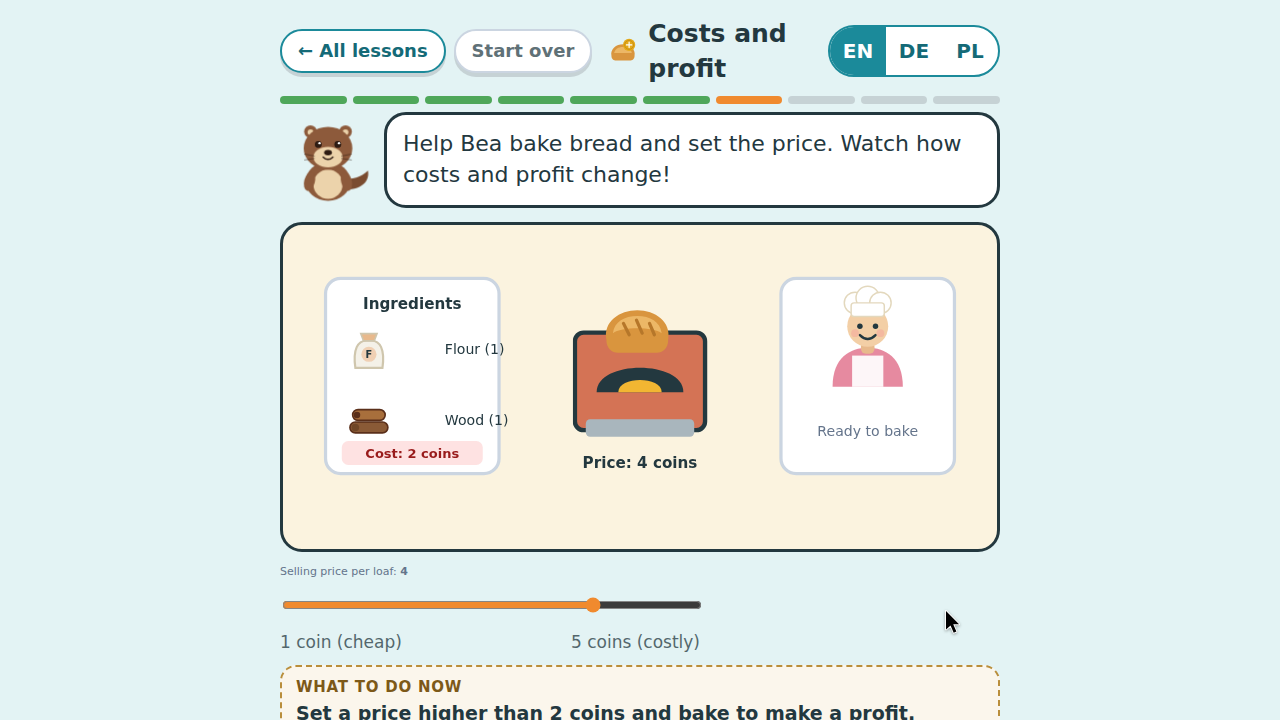 ← All lessons
Start over
Costs and
profit
EN
DE
PL
Help Bea bake bread and set the price. Watch how
costs and profit change!
Ingredients
F
Flour (1)
Wood (1)
Cost: 2 coins
Price: 4 coins
Ready to bake
Selling price per loaf: 4
1 coin (cheap)
5 coins (costly)
WHAT TO DO NOW
Set a price higher than 2 coins and bake to make a profit.